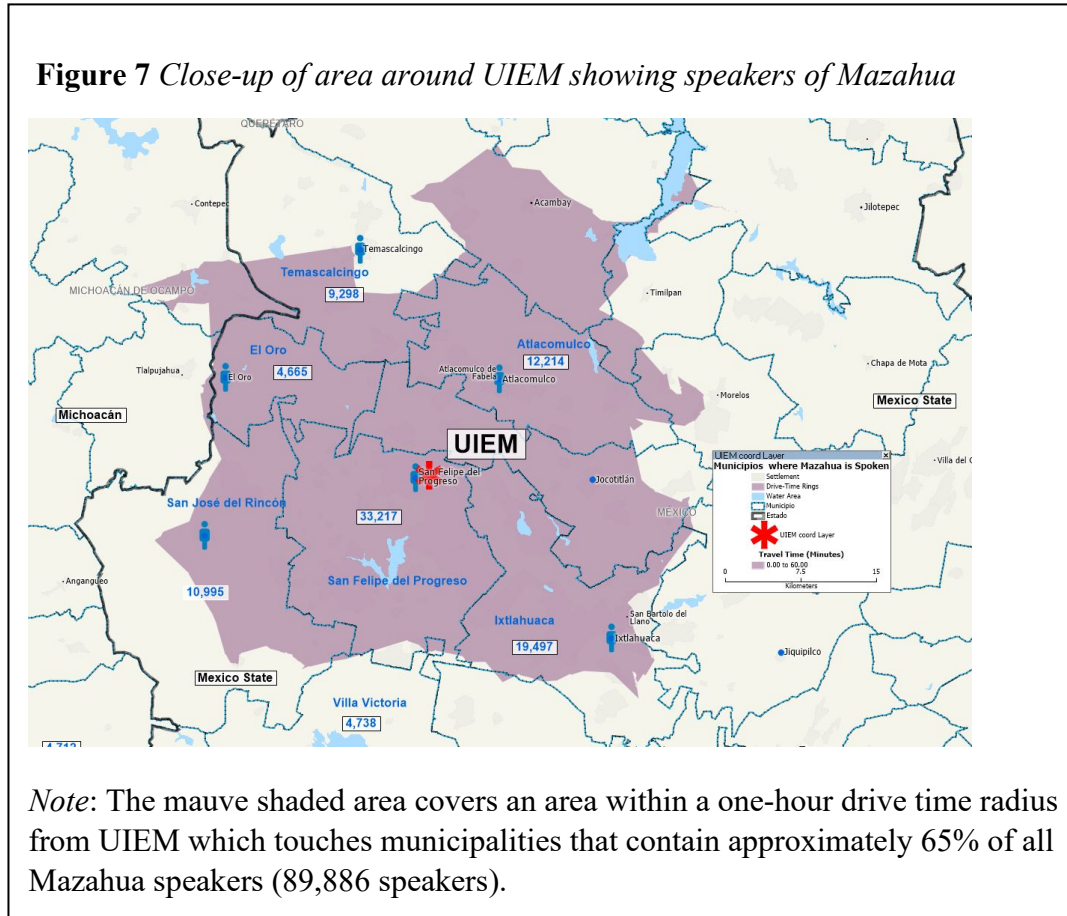 Figure 7 Close-up of area around UIEM showing speakers of Mazahua
QUERÉTARO
Contepec
Acambay
Jilotepec
Temascalcingo
Temascalcingo
9,298
MICHOACÁN DE OCAMPO
Timilpan
El Oro
4,665
El Oro
Tlalpujahua
Atlacomulco
12,214
Atlacomulco de
Fabela
Atlacomulco
Chapa de Mota
Morelos
Michoacán
Mexico State
UIEM
San Felipe del
Progreso
Jocotitlán
San José del Rincón
33,217
MÉXICO
UIEM coord Layer
Municipios where Mazahua is Spoken
Settlement
Drive-Time Rings
Water Area
Municipio
Estado
UIEM coord Layer
Travel Time (Minutes)
0.00 to 60.00
0 7.5 15
Kilometers
Villa del
Angangueo
10,995
San Felipe del Progreso
Ixtlahuaca
19,497
San Bartolo del
Llano
Ixtlahuaca
Jiquipilco
Mexico State
Villa Victoria
4,738
Note: The mauve shaded area covers an area within a one-hour drive time radius
from UIEM which touches municipalities that contain approximately 65% of all
Mazahua speakers (89,886 speakers).